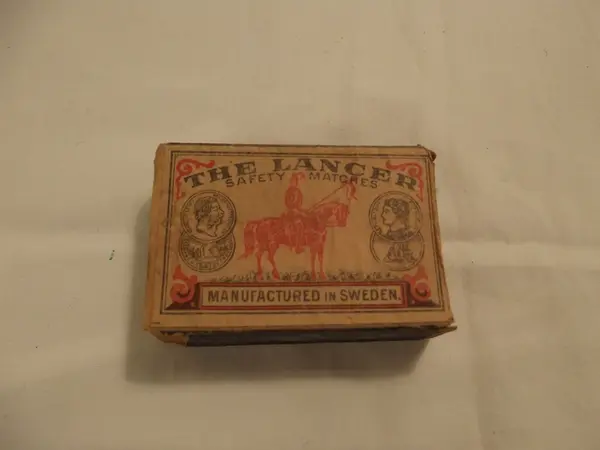 THE LANCER
SAFETY MATCHES
MANUFACTURED IN SWEDEN.